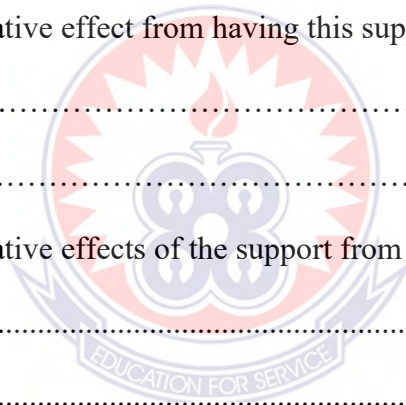 ative effect from having this sup
................................................
................................................
ative effects of the support from
................................................
EDUCATION FOR SERVICE
................................................